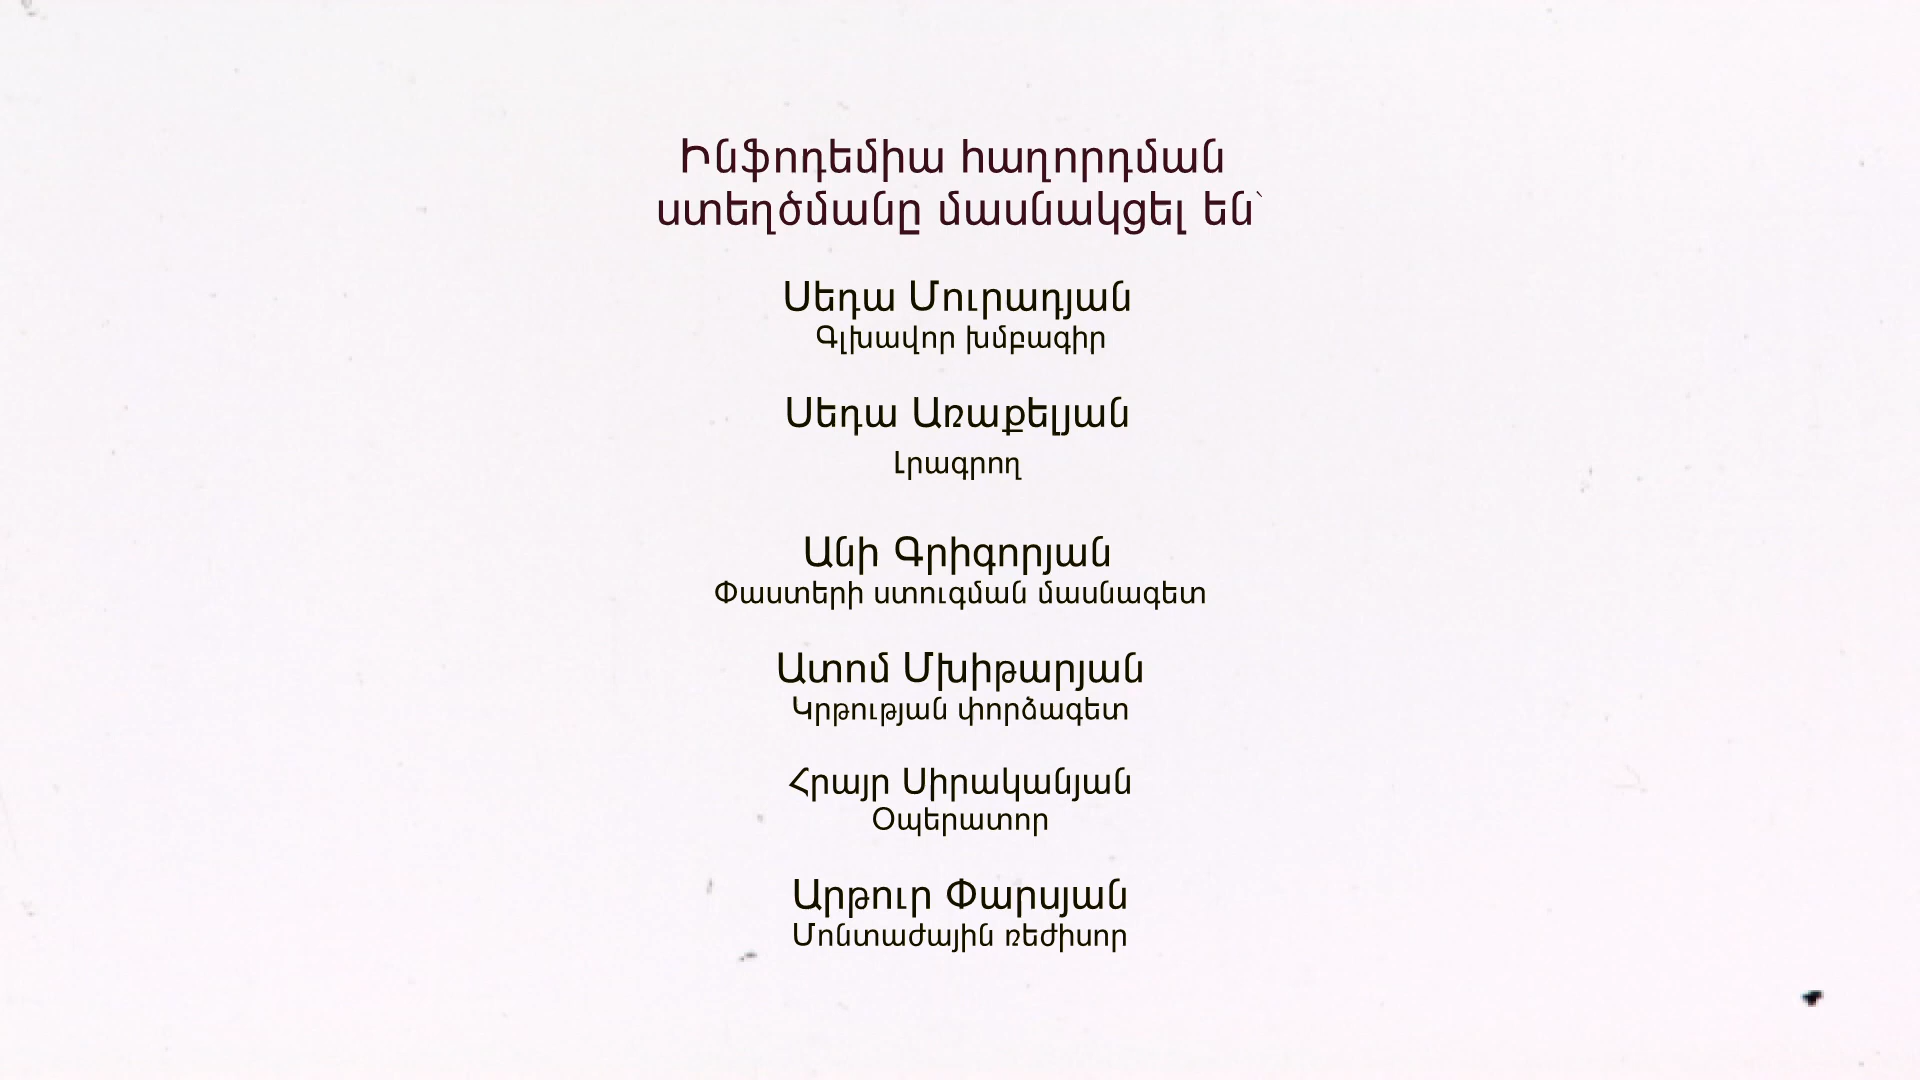 Ինֆոդեմիա հաղորդման
ստեղծմանը մասնակցել են՝
Սեդա Մուրադյան
Գլխավոր խմբագիր
Սեդա Առաքելյան
Լրագրող
Անի Գրիգորյան
Փաստերի ստուգման մասնագետ
Ատոմ Մխիթարյան
Կրթության փորձագետ
Հրայր Սիրականյան
Օպերատոր
Արթուր Փարսյան
Մոնտաժային ռեժիսոր